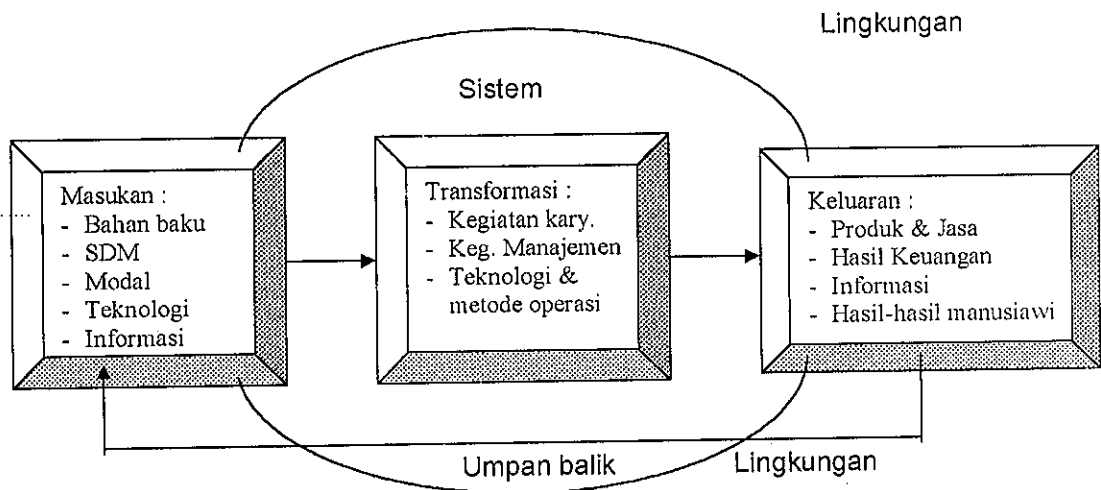 Lingkungan
Sistem
Masukan :
- Bahan baku
- SDM
- Modal
- Teknologi
- Informasi
Transformasi :
- Kegiatan kary.
- Keg. Manajemen
- Teknologi &
metode operasi
Keluaran :
- Produk & Jasa
- Hasil Keuangan
- Informasi
- Hasil-hasil manusiawi
Umpan balik
Lingkungan